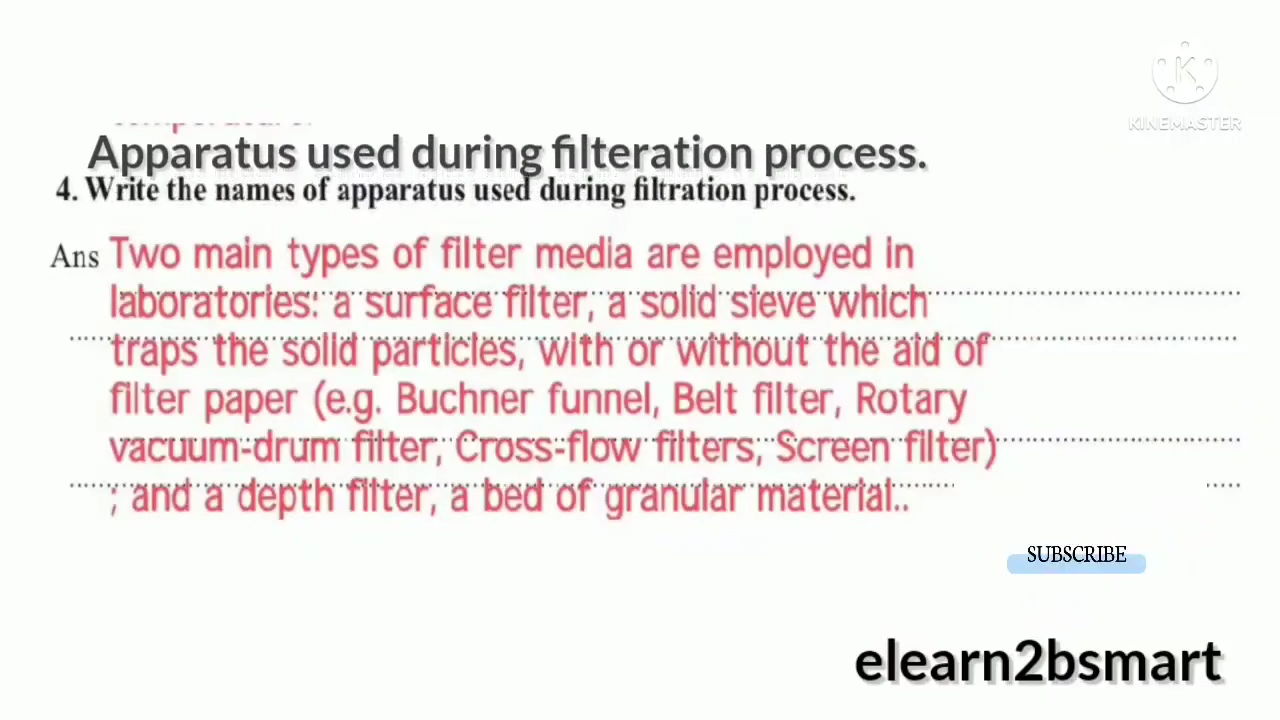 KINEMASTER
Apparatus used during filteration process.
4. Write the names of apparatus used during filtration process.
Ans Two main types of filter media are employed in
laboratories: a surface filter, a solid sieve which
traps the solid particles, with or without the aid of
filter paper (e.g. Buchner funnel, Belt filter, Rotary
vacuum-drum filter, Cross-flow filters, Screen filter)
; and a depth filter, a bed of granular material..
SUBSCRIBE
elearn2bsmart